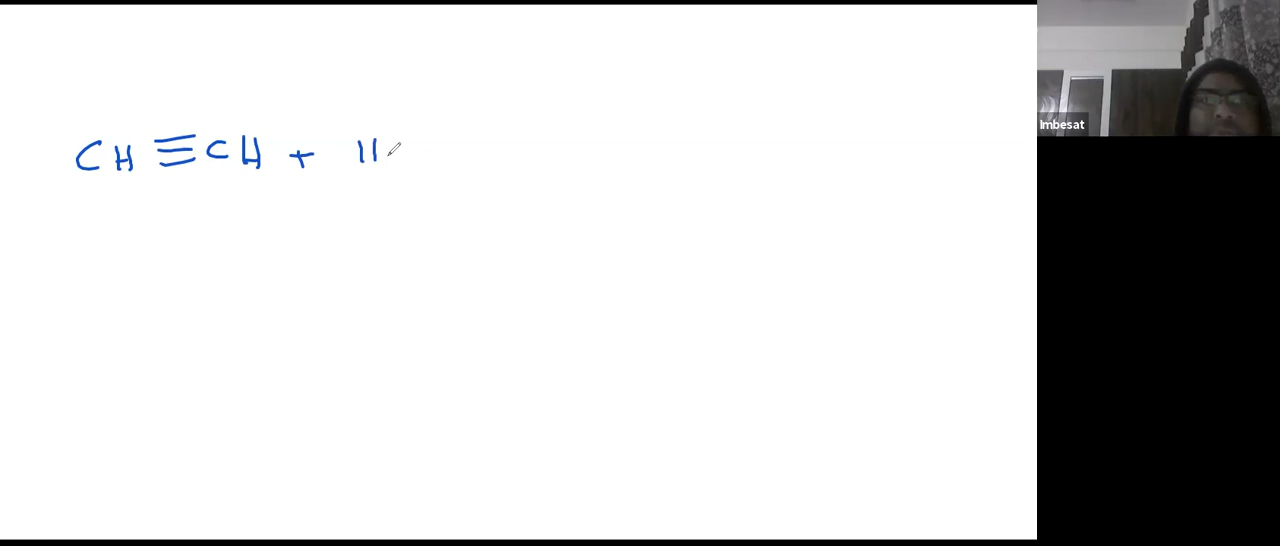 CH ≡ CH + 
Imbesat